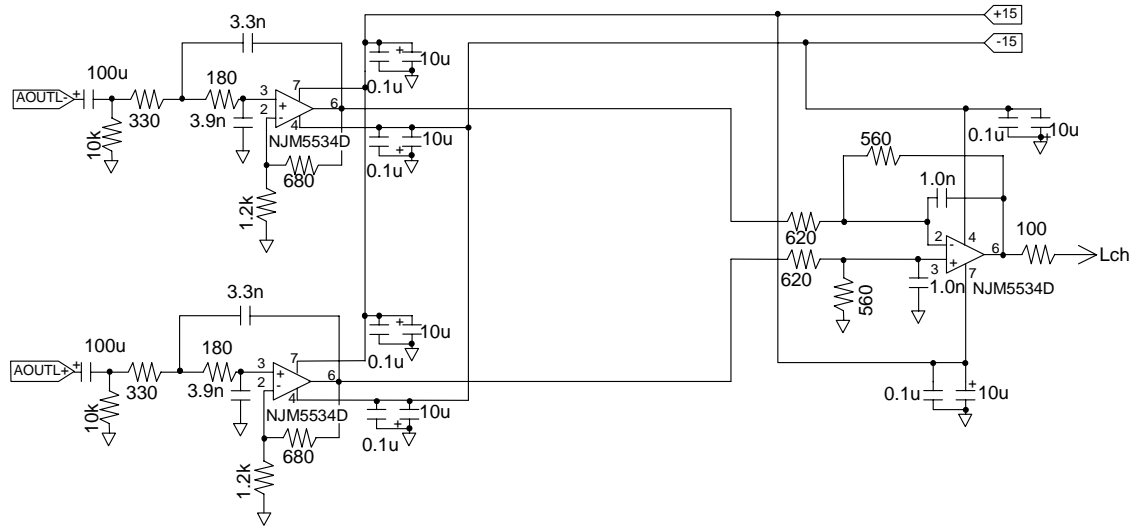 +15
-15
3.3n
100u
+
AOUTL-
330
180
3.9n
10k
3
2
+
-
7
4
6
NJM5534D
680
1.2k
0.1u
+
10u
0.1u
+
10u
560
1.0n
620
620
560
1.0n
2
3
-
+
4
7
6
NJM5534D
100
Lch
0.1u
10u
+
0.1u
+
10u
3.3n
100u
+
AOUTL+
330
180
3.9n
10k
3
2
+
-
7
4
6
NJM5534D
680
1.2k
0.1u
+
10u
0.1u
+
10u